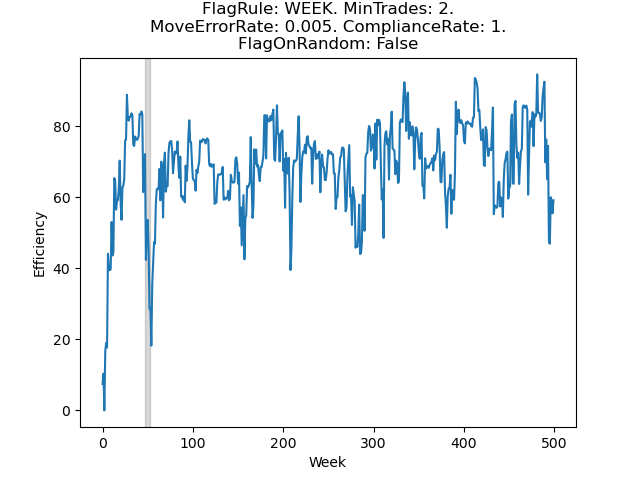 FlagRule: WEEK. MinTrades: 2.
MoveErrorRate: 0.005. ComplianceRate: 1.
FlagOnRandom: False
80
60
40
20
0
Efficiency
0 100 200 300 400 500
Week